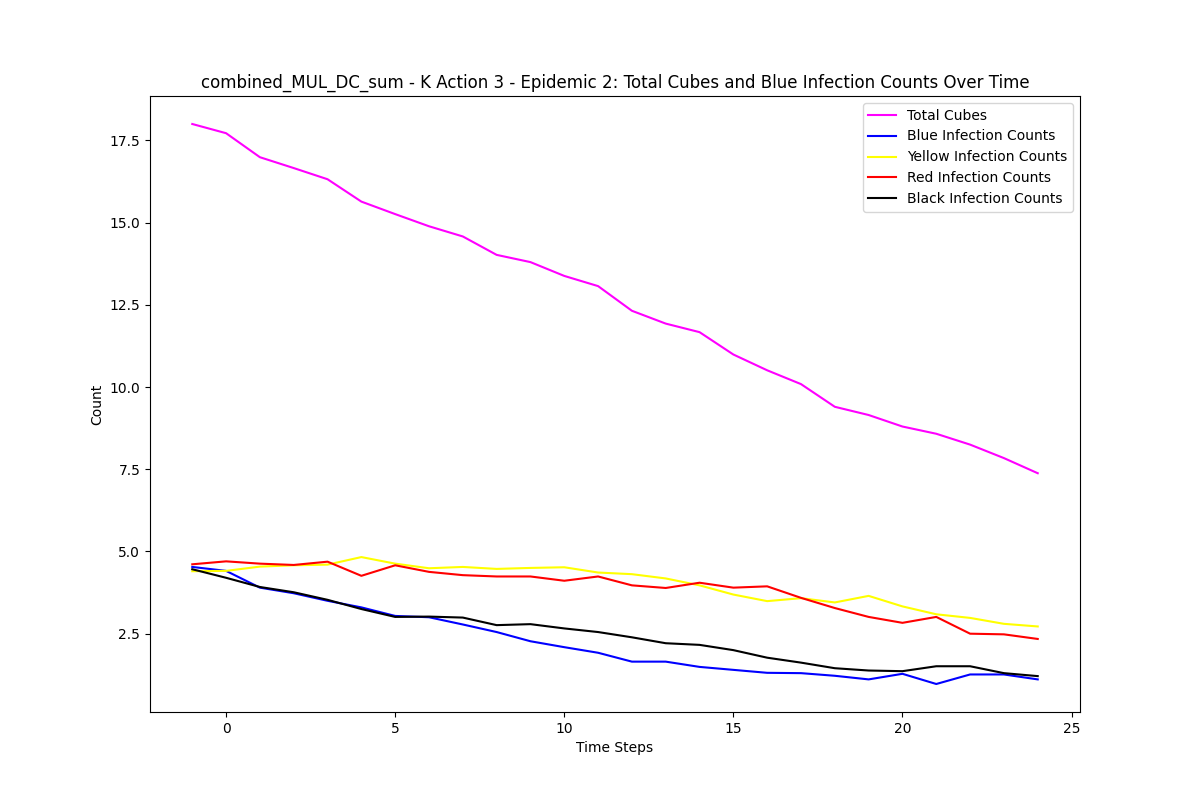 combined_MUL_DC_sum - K Action 3 - Epidemic 2: Total Cubes and Blue Infection Counts Over Time
Total Cubes
Blue Infection Counts
Yellow Infection Counts
Red Infection Counts
Black Infection Counts
17.5
15.0
12.5
10.0
7.5
5.0
2.5
Count
0
5
10
15
20
25
Time Steps